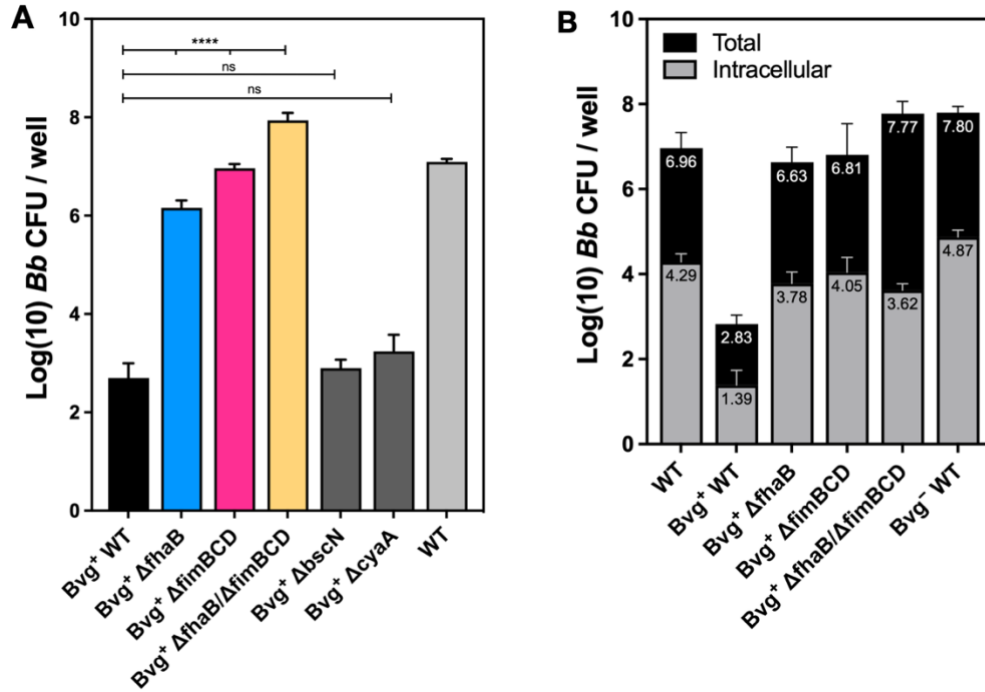 A
Log(10) Bb CFU / well
10
8
6
4
2
0
****
ns
ns
Bvg⁺ WT
Bvg⁺ ΔfhaB
Bvg⁺ ΔfimBCD
Bvg⁺ ΔfhaB/ΔfimBCD
Bvg⁺ ΔbscN
Bvg⁺ ΔcyaA
WT
B
Log(10) Bb CFU / well
10
8
6
4
2
0
Total
Intracellular
6.96
4.29
2.83
1.39
6.63
3.78
6.81
4.05
7.77
3.62
7.80
4.87
WT
Bvg⁺ WT
Bvg⁺ ΔfhaB
Bvg⁺ ΔfimBCD
Bvg⁺ ΔfhaB/ΔfimBCD
Bvg⁻ WT